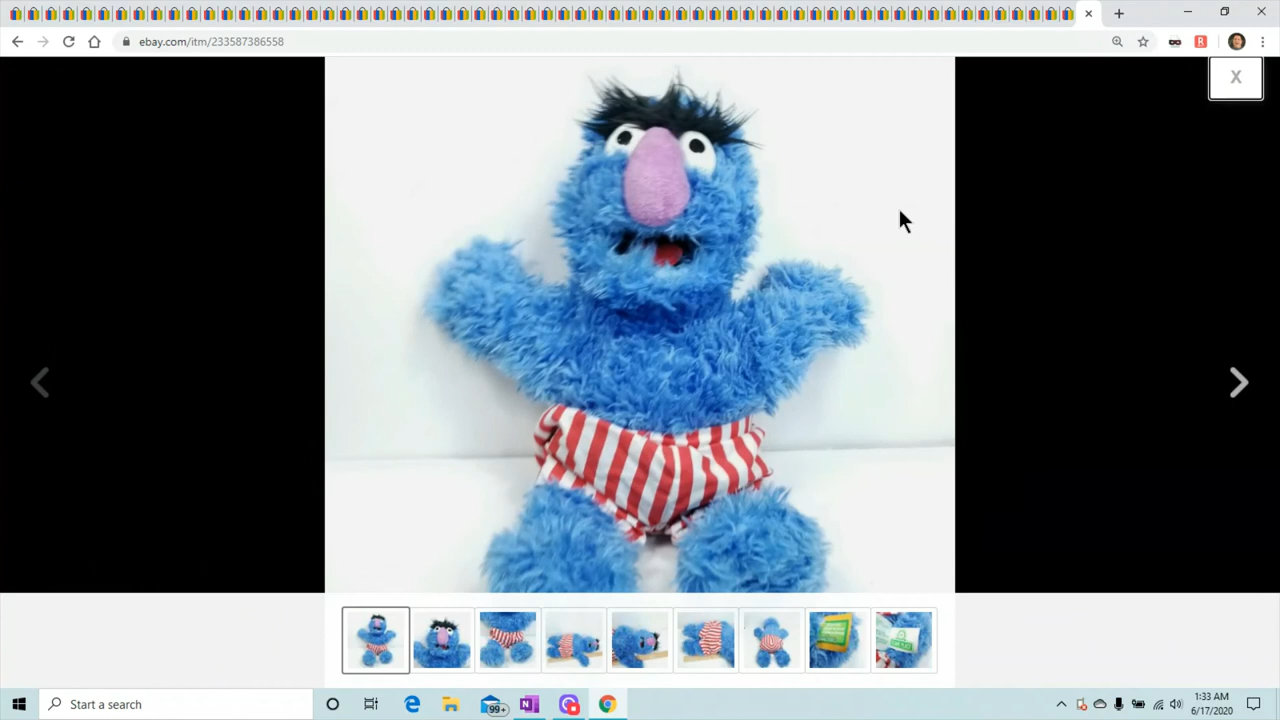 ebay.com/itm/233587386558
R
X
99+
Start a search
1:33 AM
6/17/2020